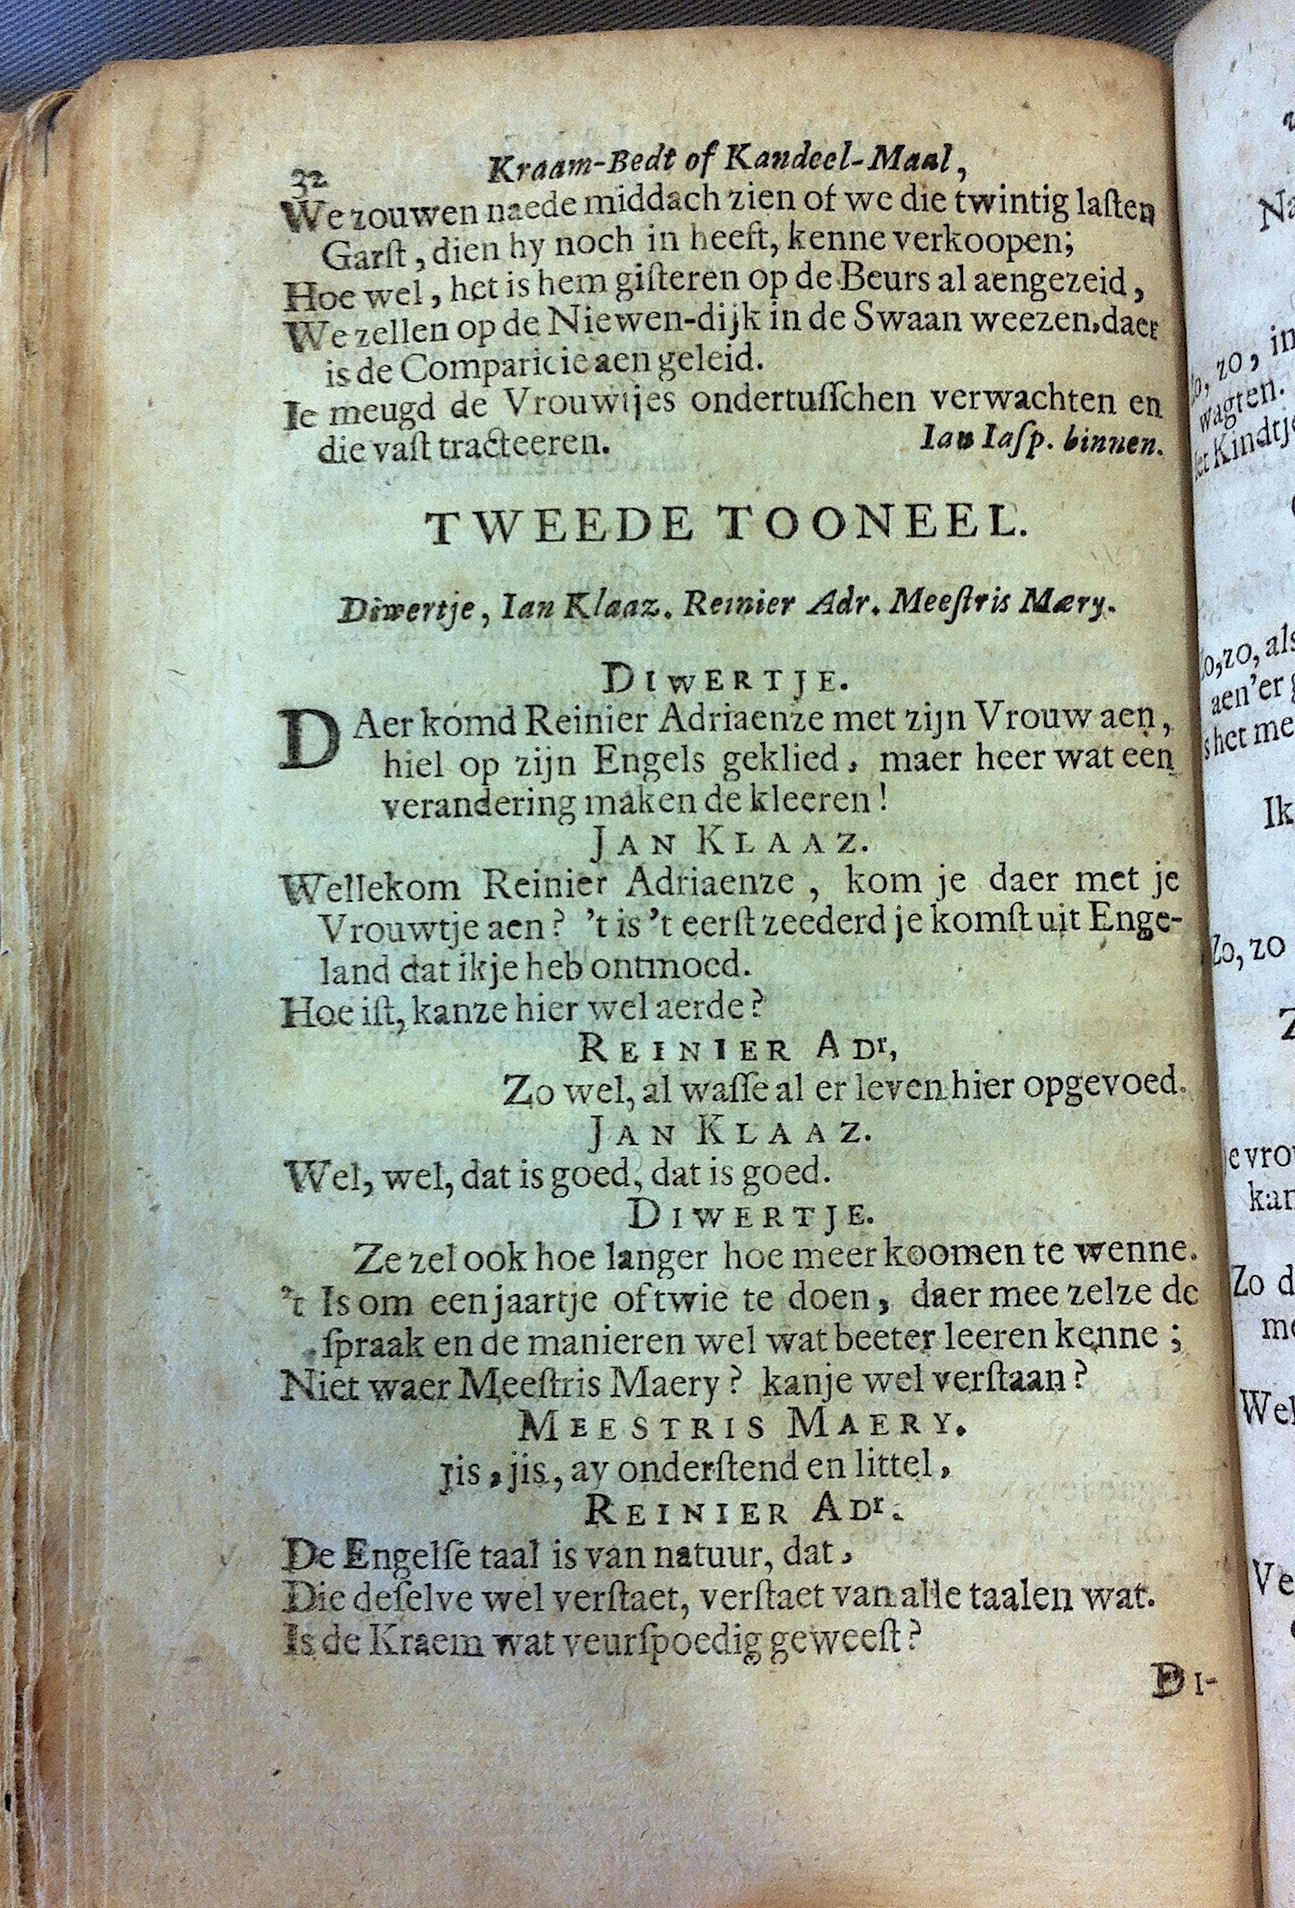 32 Kraam-Bedt of Kandeel-Maal,
We zouwen naede middach zien of we die twintig laſten
Garſt, dien hy noch in heeft, kenne verkoopen;
Hoe wel, het is hem giſteren op de Beurs al aengezeid,
We zellen op de Niewen-dijk in de Swaan weezen, daer
is de Comparicie aen geleid.
Ie meugd de Vrouwtjes ondertuſſchen verwachten en
die vaſt tracteeren. Ian Iaſp. binnen.
TWEEDE TOONEEL.
Diwertje, Ian Klaaz. Reinier Adr. Meeſtris Mæry.
DIWERTJE.
DAer komd Reinier Adriaenze met zijn Vrouw aen,
hiel op zijn Engels geklied, maer heer wat een
verandering maken de kleeren!
JAN KLAAZ.
Wellekom Reinier Adriaenze, kom je daer met je
Vrouwtje aen? 't is 't eerſt zeederd je komſt uit Enge-
land dat ik je heb ontmoed.
Hoe iſt, kanze hier wel aerde?
REINIER ADr,
Zo wel, al waſſe al er leven hier opgevoed.
JAN KLAAZ.
Wel, wel, dat is goed, dat is goed.
DIWERTJE.
Ze zel ook hoe langer hoe meer koomen te wenne.
't Is om een jaartje of twie te doen, daer mee zelze de
ſpraak en de manieren wel wat beeter leeren kenne;
Niet waer Meeſtris Maery? kanje wel verſtaan?
MEESTRIS MAERY.
jis, jis, ay onderſtend en littel,
REINIER ADr.
De Engelſe taal is van natuur, dat,
Die deſelve wel verſtaet, verſtaet van alle taalen wat.
Is de Kraem wat veurſpoedig geweeſt?
DI-